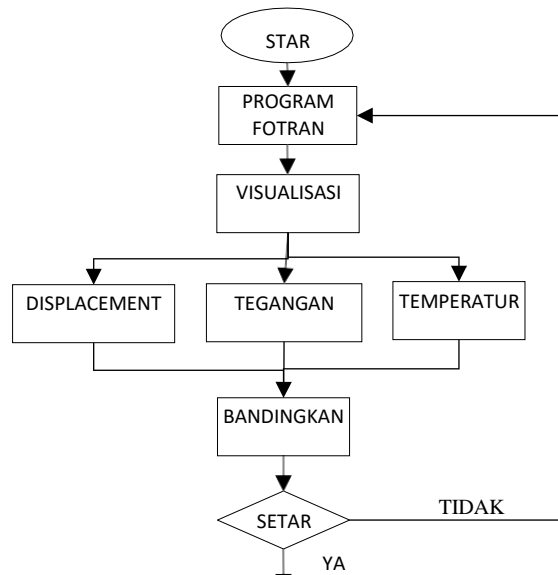 STAR
PROGRAM
FOTRAN
VISUALISASI
DISPLACEMENT
TEGANGAN
TEMPERATUR
BANDINGKAN
SETAR
TIDAK
YA